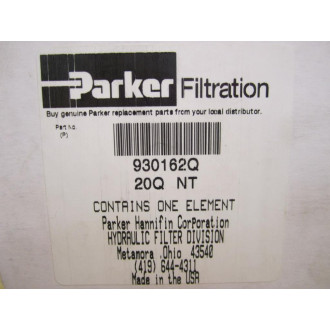 Parker Filtration
Buy genuine Parker replacement parts from your local distributor.
Part no.
(P)
930162Q
20Q NT
CONTAINS ONE ELEMENT
Parker Hannifin Corporation
HYDRAULIC FILTER DIVISION
Metamora ,Ohio 43540
(419) 644-4311
Made in the USA